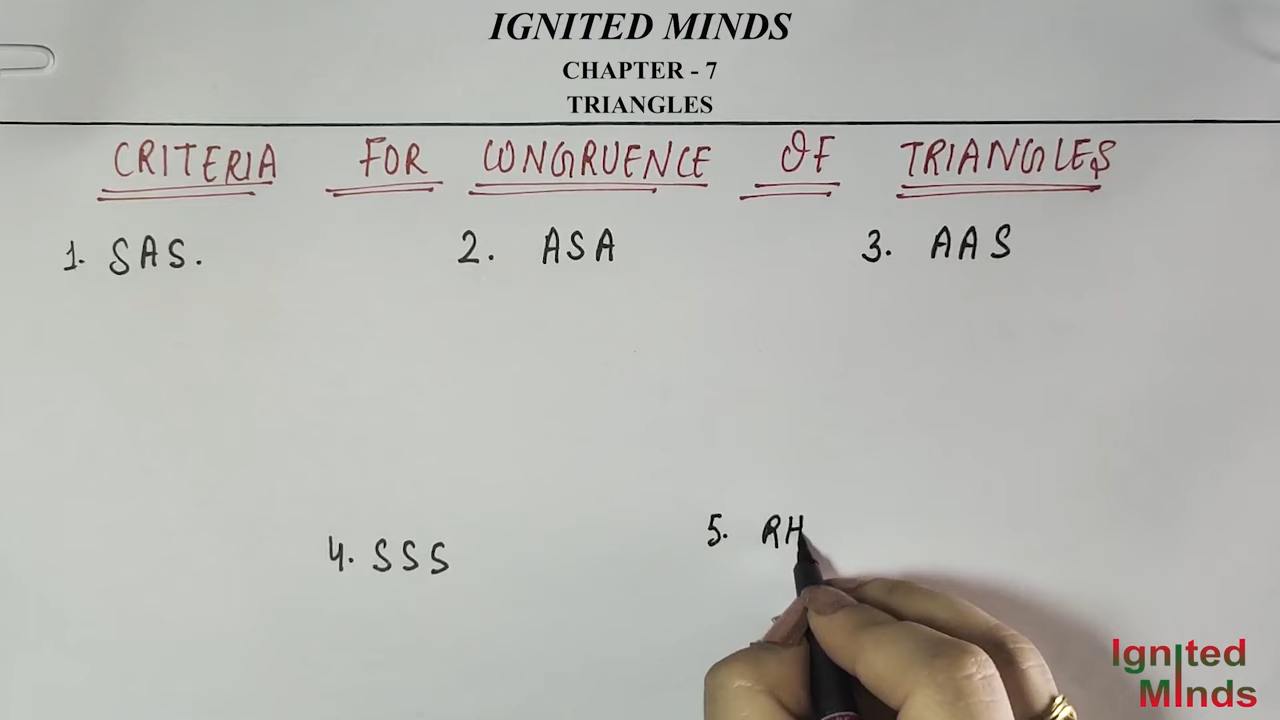 IGNITED MINDS
CHAPTER - 7
TRIANGLES
CRITERIA FOR CONGRUENCE OF TRIANGLES
1. SAS. 2. ASA 3. AAS
4. SSS 5. RH
Ignited
Minds